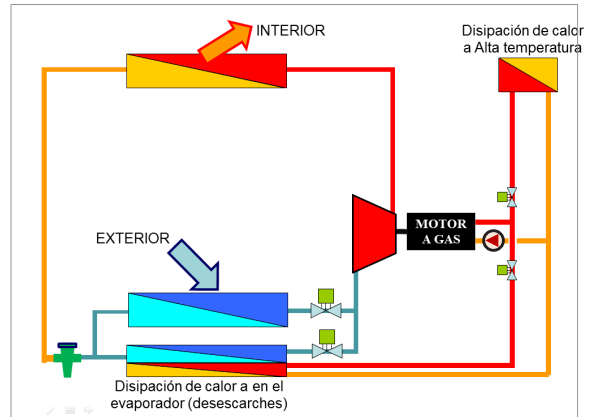 INTERIOR
Disipación de calor
a Alta temperatura
MOTOR
A GAS
EXTERIOR
Disipación de calor a en el
evaporador (desescarches)